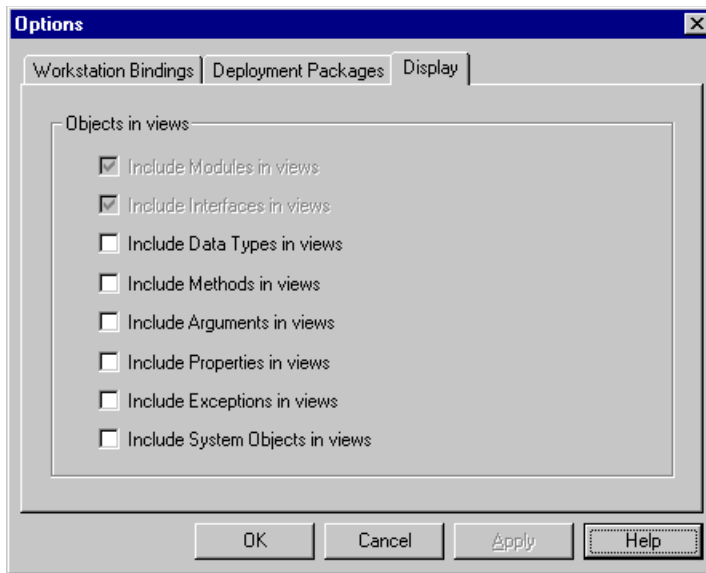 Options
Workstation Bindings Deployment Packages Display
Objects in views
Include Modules in views
Include Interfaces in views
Include Data Types in views
Include Methods in views
Include Arguments in views
Include Properties in views
Include Exceptions in views
Include System Objects in views
OK Cancel Apply Help